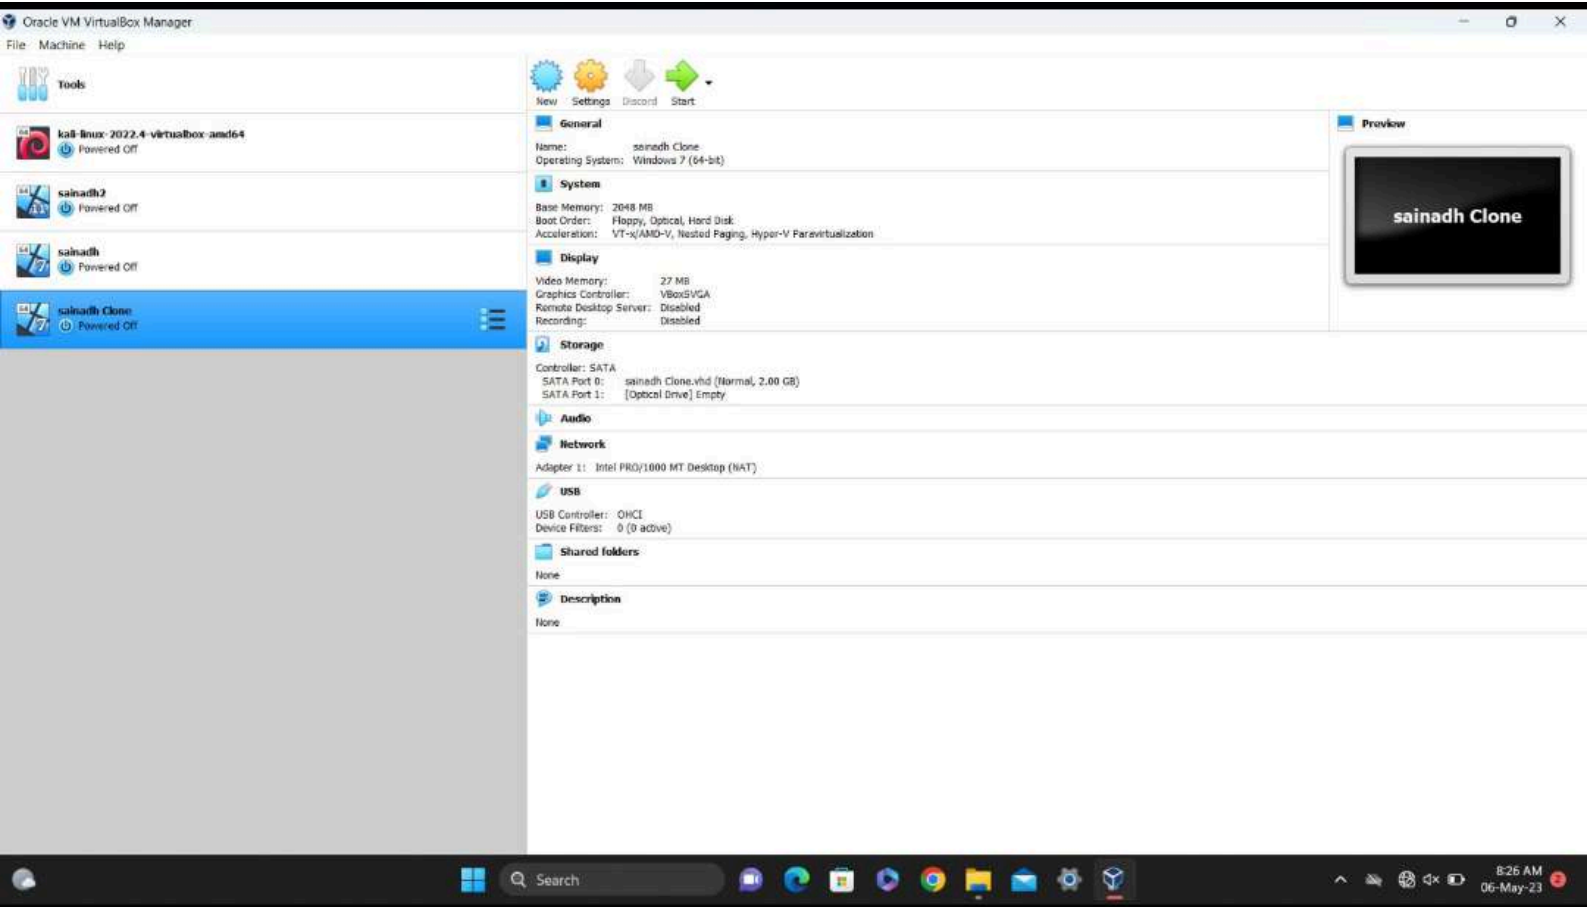 Oracle VM VirtualBox Manager
File Machine Help
Tools
New Settings Discard Start
kali-linux-2022.4-virtualbox-amd64
Powered Off
sainadh2
Powered Off
sainadh
Powered Off
sainadh Clone
Powered Off
General
Name: sainadh Clone
Operating System: Windows 7 (64-bit)
System
Base Memory: 2048 MB
Boot Order: Floppy, Optical, Hard Disk
Acceleration: VT-x/AMD-V, Nested Paging, Hyper-V Paravirtualization
Display
Video Memory: 27 MB
Graphics Controller: VBoxSVGA
Remote Desktop Server: Disabled
Recording: Disabled
Storage
Controller: SATA
SATA Port 0: sainadh Clone.vhd (Normal, 2.00 GB)
SATA Port 1: [Optical Drive] Empty
Audio
Network
Adapter 1: Intel PRO/1000 MT Desktop (NAT)
USB
USB Controller: OHCI
Device Filters: 0 (0 active)
Shared folders
None
Description
None
Preview
sainadh Clone
Search
8:26 AM
06-May-23
2